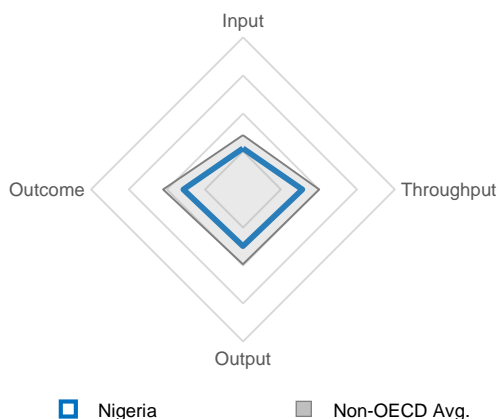 Input
Outcome
Throughput
Output
Nigeria
Non-OECD Avg.